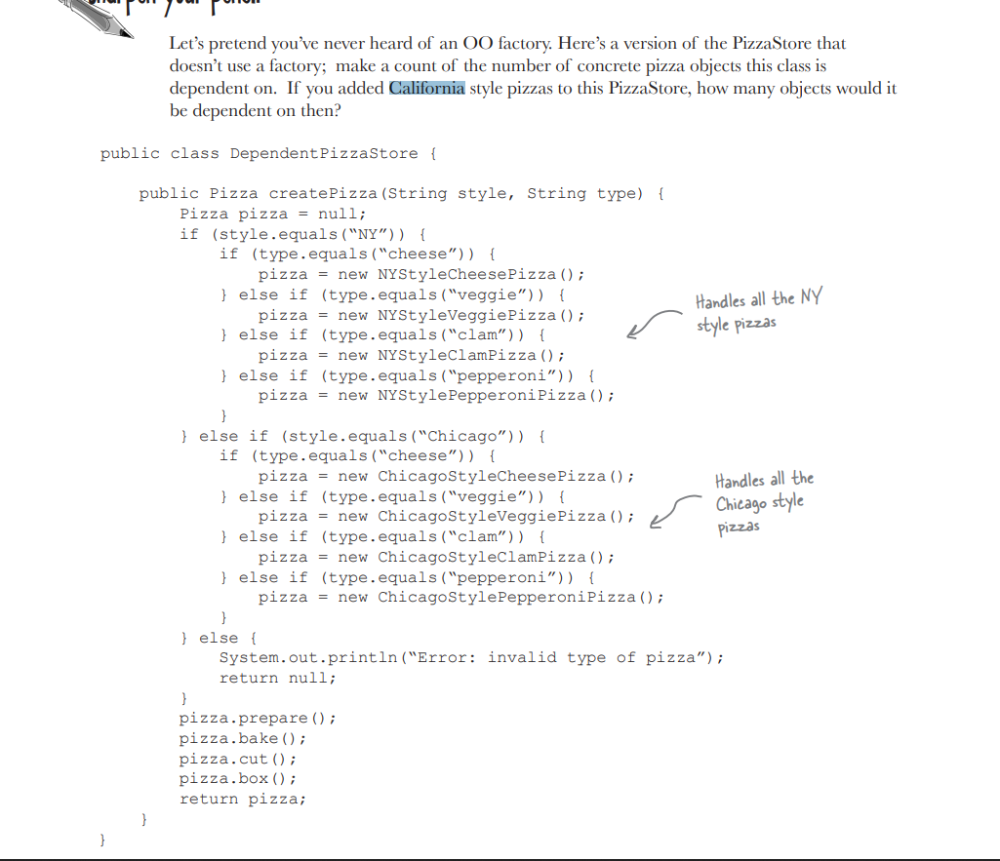 Sharpen your pencil
Let's pretend you've never heard of an OO factory. Here's a version of the PizzaStore that
doesn't use a factory; make a count of the number of concrete pizza objects this class is
dependent on. If you added California style pizzas to this PizzaStore, how many objects would it
be dependent on then?
public class DependentPizzaStore {
public Pizza createPizza(String style, String type) {
Pizza pizza = null;
if (style.equals(“NY”)) {
if (type.equals(“cheese”)) {
pizza = new NYStyleCheesePizza();
} else if (type.equals(“veggie”)) {
pizza = new NYStyleVeggiePizza();
} else if (type.equals(“clam”)) {
pizza = new NYStyleClamPizza();
} else if (type.equals(“pepperoni”)) {
pizza = new NYStylePepperoniPizza();
}
Handles all the NY
style pizzas
} else if (style.equals(“Chicago”)) {
if (type.equals(“cheese”)) {
pizza = new ChicagoStyleCheesePizza();
} else if (type.equals(“veggie”)) {
pizza = new ChicagoStyleVeggiePizza();
} else if (type.equals(“clam”)) {
pizza = new ChicagoStyleClamPizza();
} else if (type.equals(“pepperoni”)) {
pizza = new ChicagoStylePepperoniPizza();
}
Handles all the
Chicago style
pizzas
} else {
System.out.println(“Error: invalid type of pizza”);
return null;
}
pizza.prepare();
pizza.bake();
pizza.cut();
pizza.box();
return pizza;
}
}